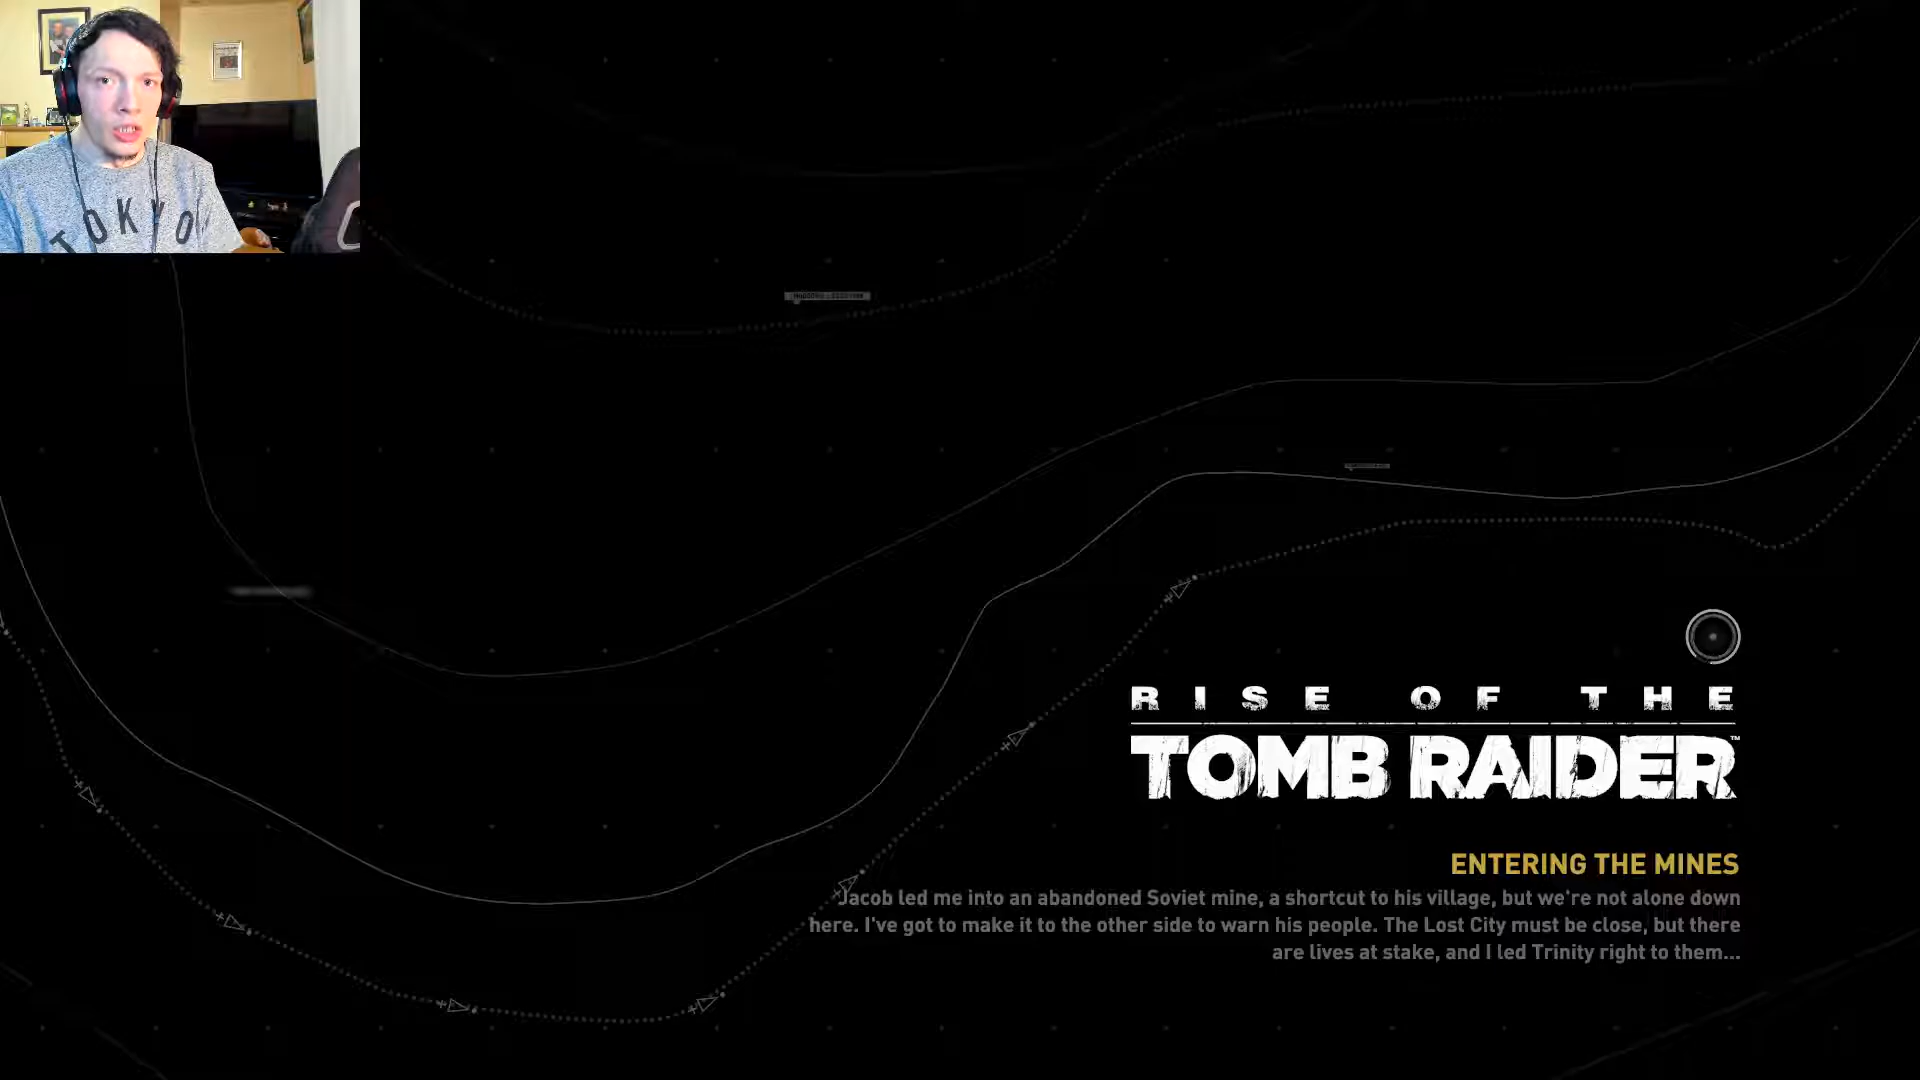 TOKYO
RISE OF THE
TOMB RAIDER™
ENTERING THE MINES
Jacob led me into an abandoned Soviet mine, a shortcut to his village, but we're not alone down
here. I've got to make it to the other side to warn his people. The Lost City must be close, but there
are lives at stake, and I led Trinity right to them...